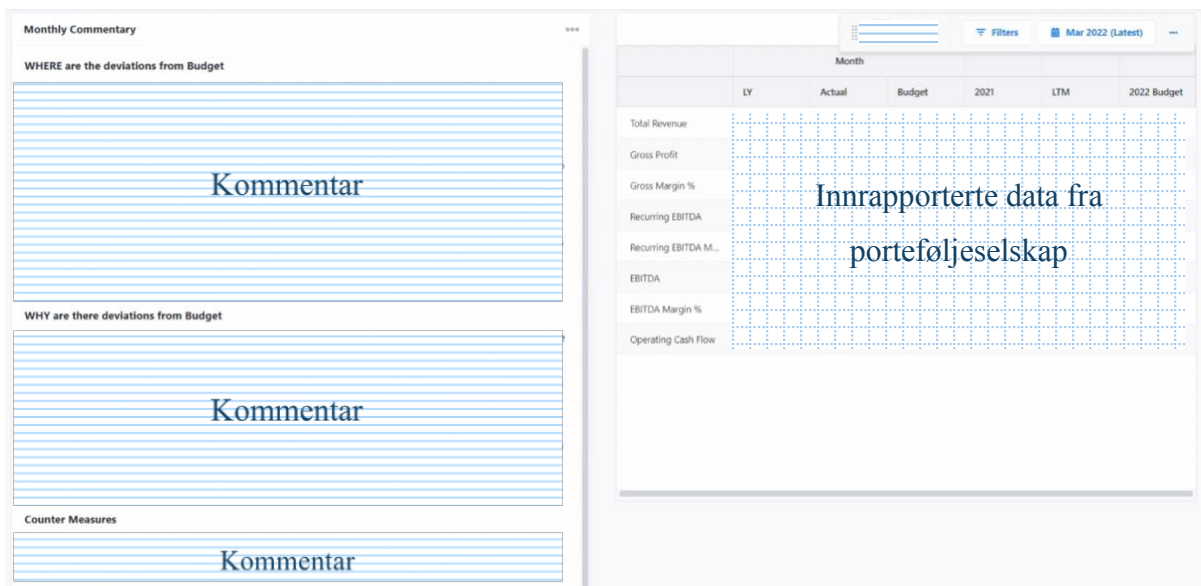 Monthly Commentary
WHERE are the deviations from Budget
Kommentar
WHY are there deviations from Budget
Kommentar
Counter Measures
Kommentar
Filters
Mar 2022 (Latest)
Month
LY Actual Budget 2021 LTM 2022 Budget
Total Revenue
Gross Profit
Gross Margin %
Recurring EBITDA
Recurring EBITDA M...
EBITDA
EBITDA Margin %
Operating Cash Flow
Innrapporterte data fra
porteføljeselskap